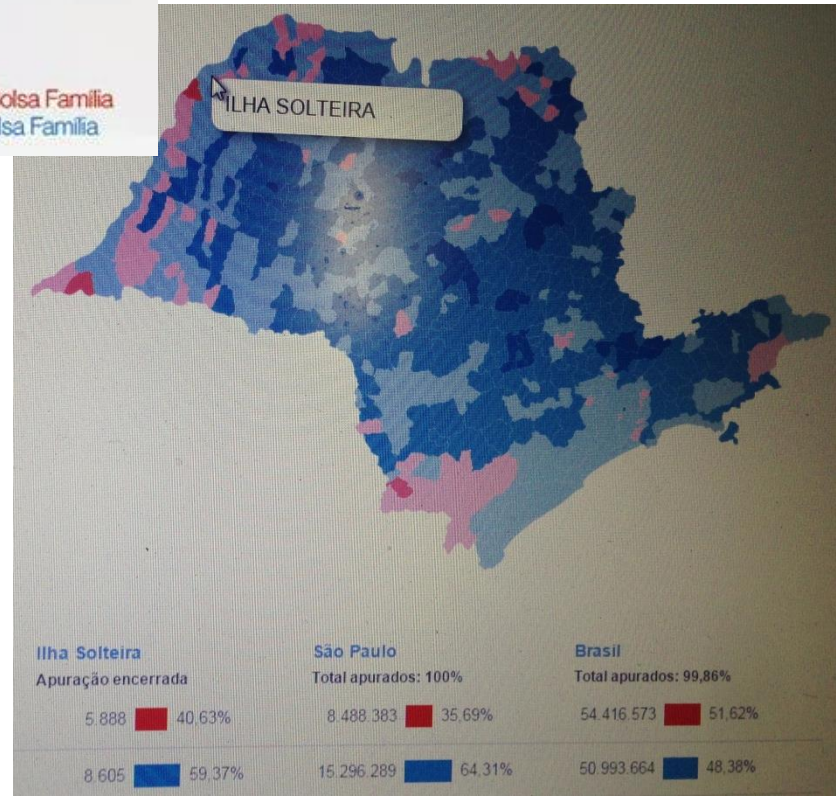 olsa Família
lsa Família
ILHA SOLTEIRA
Ilha Solteira
Apuração encerrada
5.888 40,63%
8.605 59,37%
São Paulo
Total apurados: 100%
8.488.383 35,69%
15.296.289 64,31%
Brasil
Total apurados: 99,86%
54.416.573 51,62%
50.993.664 48,38%